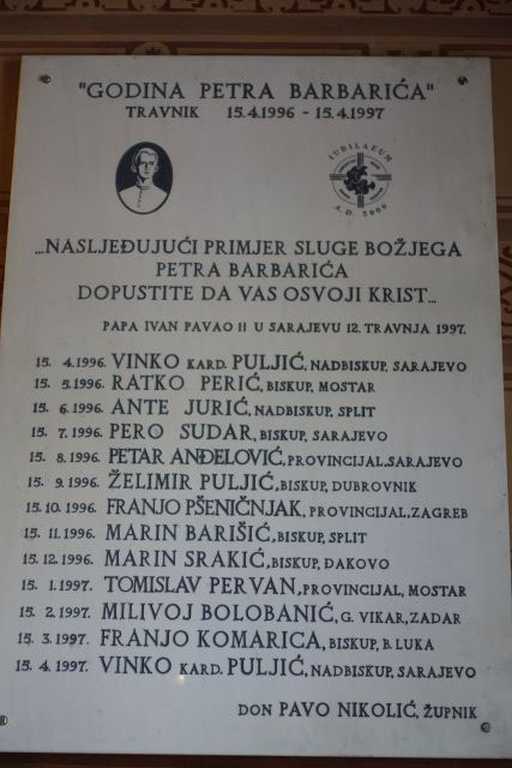 "GODINA PETRA BARBARIĆA"
TRAVNIK 15.4.1996 - 15.4.1997
IUBILAEUM
A.D. 2000
...NASLJEĐUJUĆI PRIMJER SLUGE BOŽJEGA
PETRA BARBARIĆA
DOPUSTITE DA VAS OSVOJI KRIST...
PAPA IVAN PAVAO II U SARAJEVU 12. TRAVNJA 1997.
15. 4.1996. VINKO KARD. PULJIĆ, NADBISKUP, SARAJEVO
15. 5.1996. RATKO PERIĆ, BISKUP, MOSTAR
15. 6.1996. ANTE JURIĆ, NADBISKUP, SPLIT
15. 7.1996. PERO SUDAR, BISKUP, SARAJEVO
15. 8.1996. PETAR ANĐELOVIĆ, PROVINCIJAL, SARAJEVO
15. 9.1996. ŽELIMIR PULJIĆ, BISKUP, DUBROVNIK
15.10.1996. FRANJO PŠENIČNJAK, PROVINCIJAL, ZAGREB
15. 11.1996. MARIN BARIŠIĆ, BISKUP, SPLIT
15.12.1996. MARIN SRAKIĆ, BISKUP, ĐAKOVO
15. 1.1997. TOMISLAV PERVAN, PROVINCIJAL, MOSTAR
15. 2.1997. MILIVOJ BOLOBANIĆ, G. VIKAR, ZADAR
15. 3.1997. FRANJO KOMARICA, BISKUP, B. LUKA
15. 4.1997. VINKO KARD. PULJIĆ, NADBISKUP, SARAJEVO
DON PAVO NIKOLIĆ, ŽUPNIK